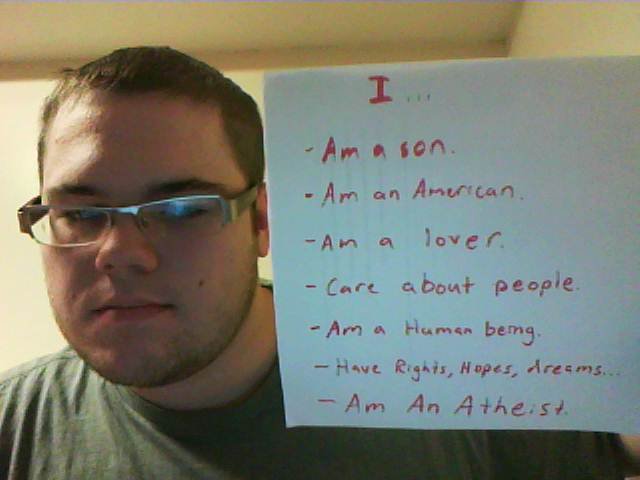 I ...
- Am a son.
- Am an American.
- Am a lover.
- Care about people.
- Am a Human being.
- Have Rights, Hopes, dreams...
- Am An Atheist.